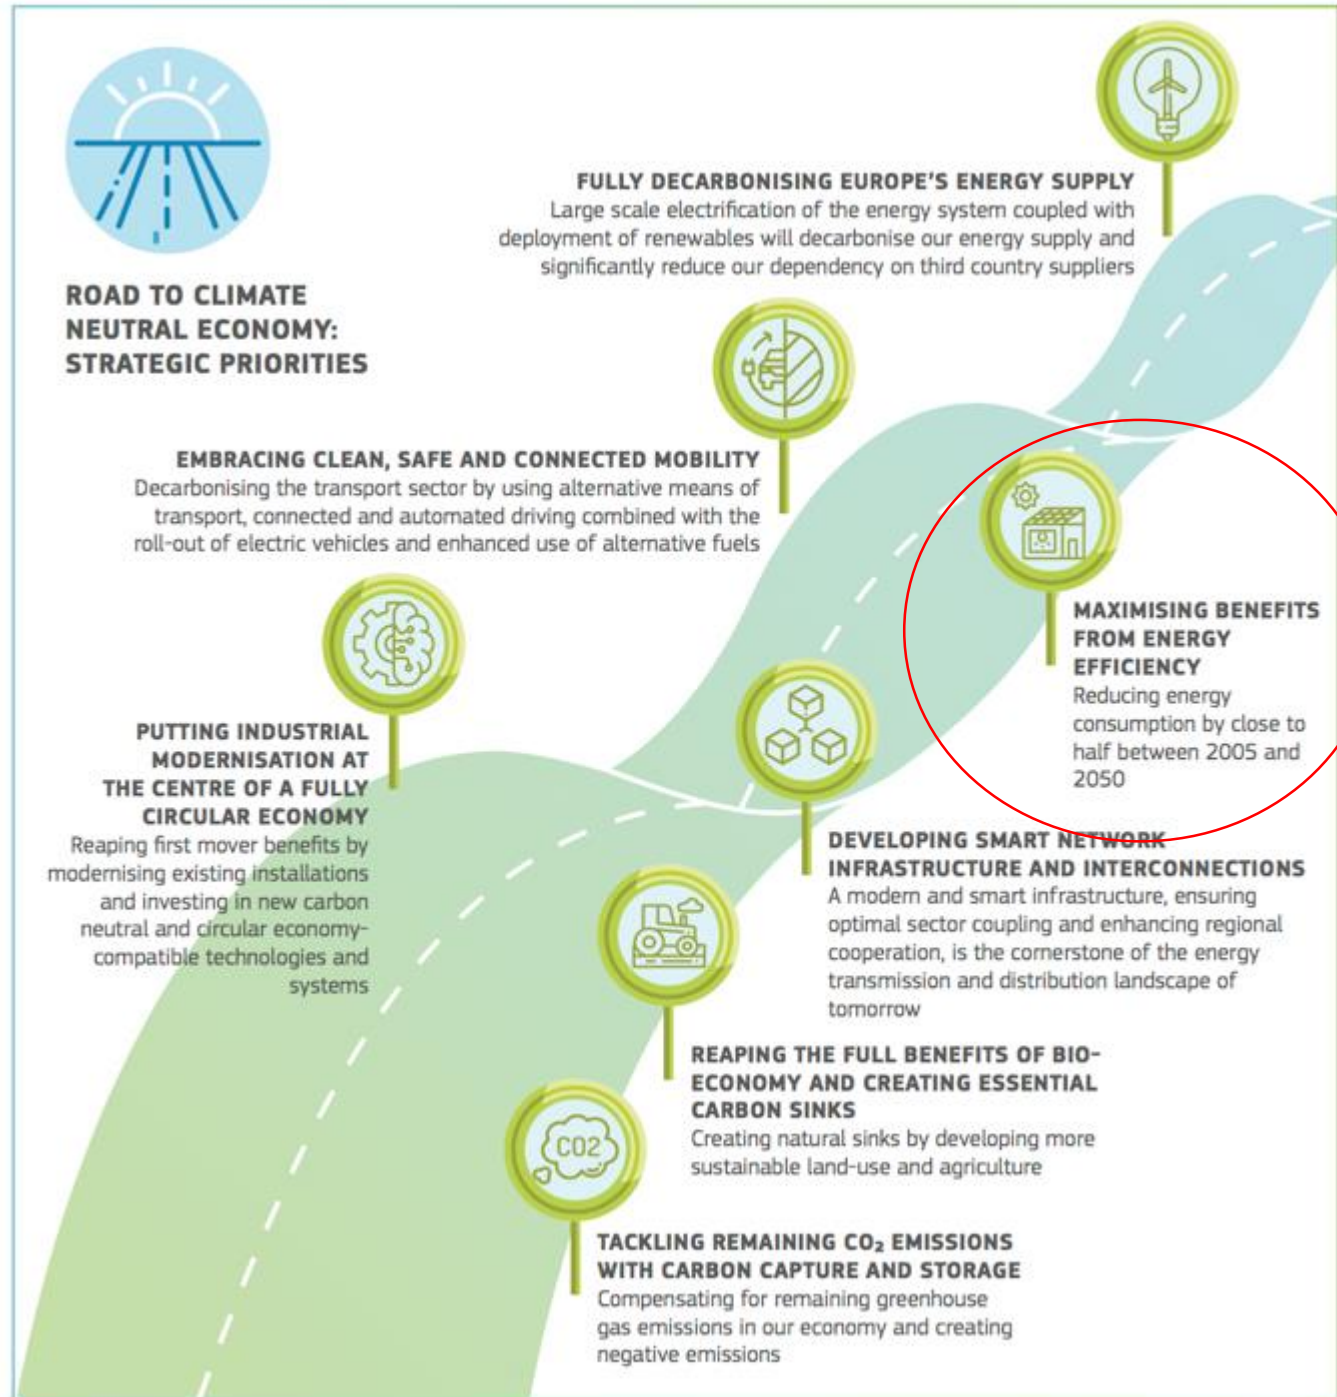 ROAD TO CLIMATE
NEUTRAL ECONOMY:
STRATEGIC PRIORITIES
FULLY DECARBONISING EUROPE'S ENERGY SUPPLY
Large scale electrification of the energy system coupled with
deployment of renewables will decarbonise our energy supply and
significantly reduce our dependency on third country suppliers
EMBRACING CLEAN, SAFE AND CONNECTED MOBILITY
Decarbonising the transport sector by using alternative means of
transport, connected and automated driving combined with the
roll-out of electric vehicles and enhanced use of alternative fuels
MAXIMISING BENEFITS
FROM ENERGY
EFFICIENCY
Reducing energy
consumption by close to
half between 2005 and
2050
PUTTING INDUSTRIAL
MODERNISATION AT
THE CENTRE OF A FULLY
CIRCULAR ECONOMY
Reaping first mover benefits by
modernising existing installations
and investing in new carbon
neutral and circular economy-
compatible technologies and
systems
DEVELOPING SMART NETWORK
INFRASTRUCTURE AND INTERCONNECTIONS
A modern and smart infrastructure, ensuring
optimal sector coupling and enhancing regional
cooperation, is the cornerstone of the energy
transmission and distribution landscape of
tomorrow
REAPING THE FULL BENEFITS OF BIO-
ECONOMY AND CREATING ESSENTIAL
CARBON SINKS
Creating natural sinks by developing more
sustainable land-use and agriculture
CO2
TACKLING REMAINING CO₂ EMISSIONS
WITH CARBON CAPTURE AND STORAGE
Compensating for remaining greenhouse
gas emissions in our economy and creating
negative emissions